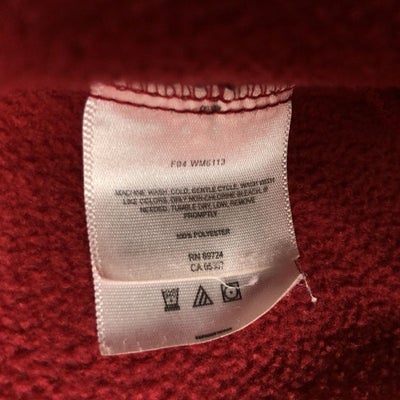 F04 WM6113
MACHINE WASH, COLD, GENTLE CYCLE, WASH WITH
LIKE COLORS, ONLY NON-CHLORINE BLEACH, IF
NEEDED, TUMBLE DRY, LOW, REMOVE
PROMPTLY
100% POLYESTER
RN 89724
CA